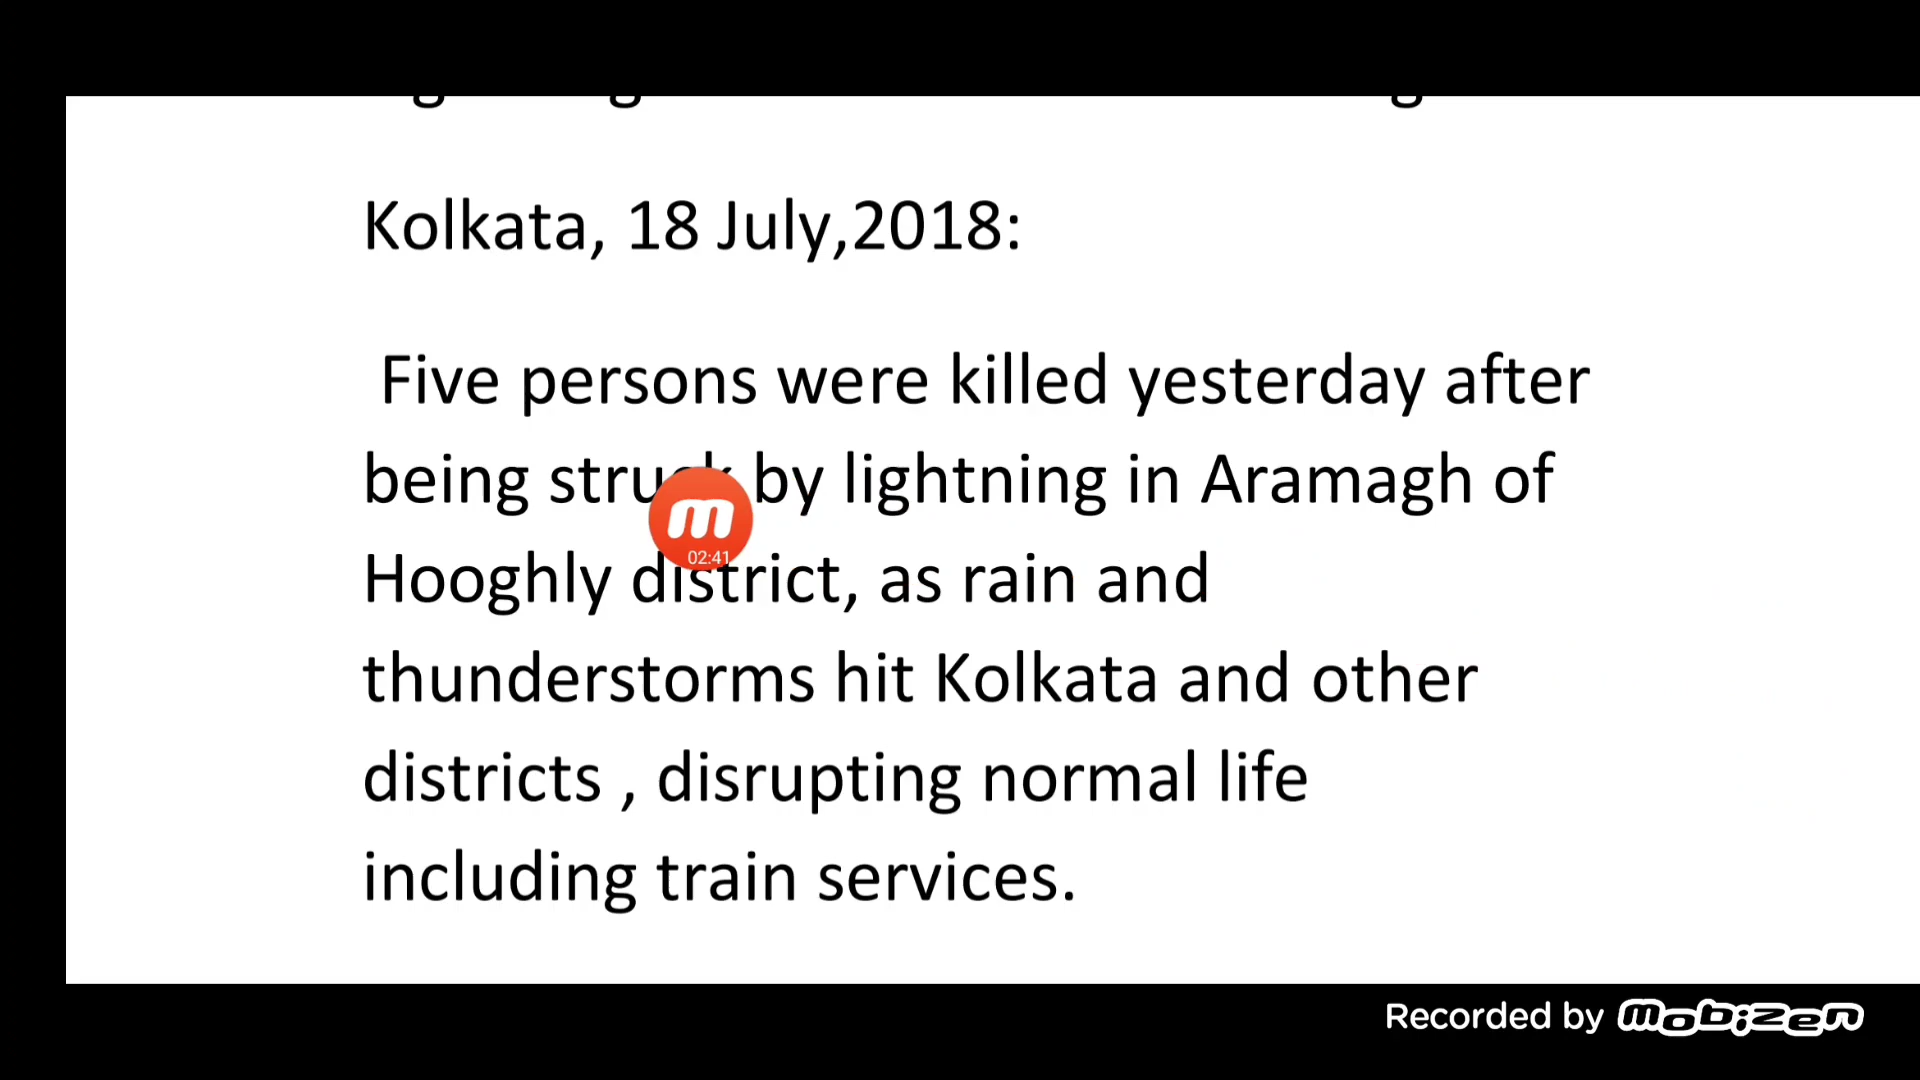 Kolkata, 18 July,2018:
Five persons were killed yesterday after
being struck by lightning in Aramagh of
Hooghly district, as rain and
thunderstorms hit Kolkata and other
districts , disrupting normal life
including train services.
m
02:41
Recorded by mobizen